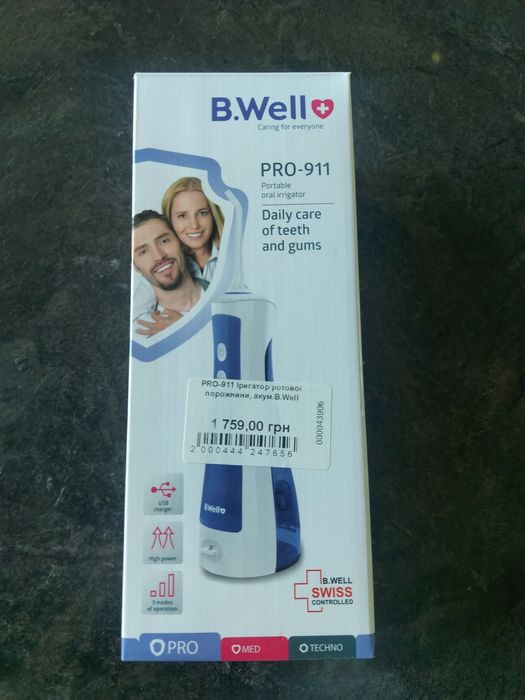 B.Well
Caring for everyone
PRO-911
Portable
oral irrigator
Daily care
of teeth
and gums
PRO-911 Іригатор ротової
порожнини, акум.B.Well
1 759,00 грн
2 000444 247656
000043906
B.Well
USB
charger
High power
3 modes
of operation
B.WELL
SWISS
CONTROLLED
PRO
MED
TECHNO